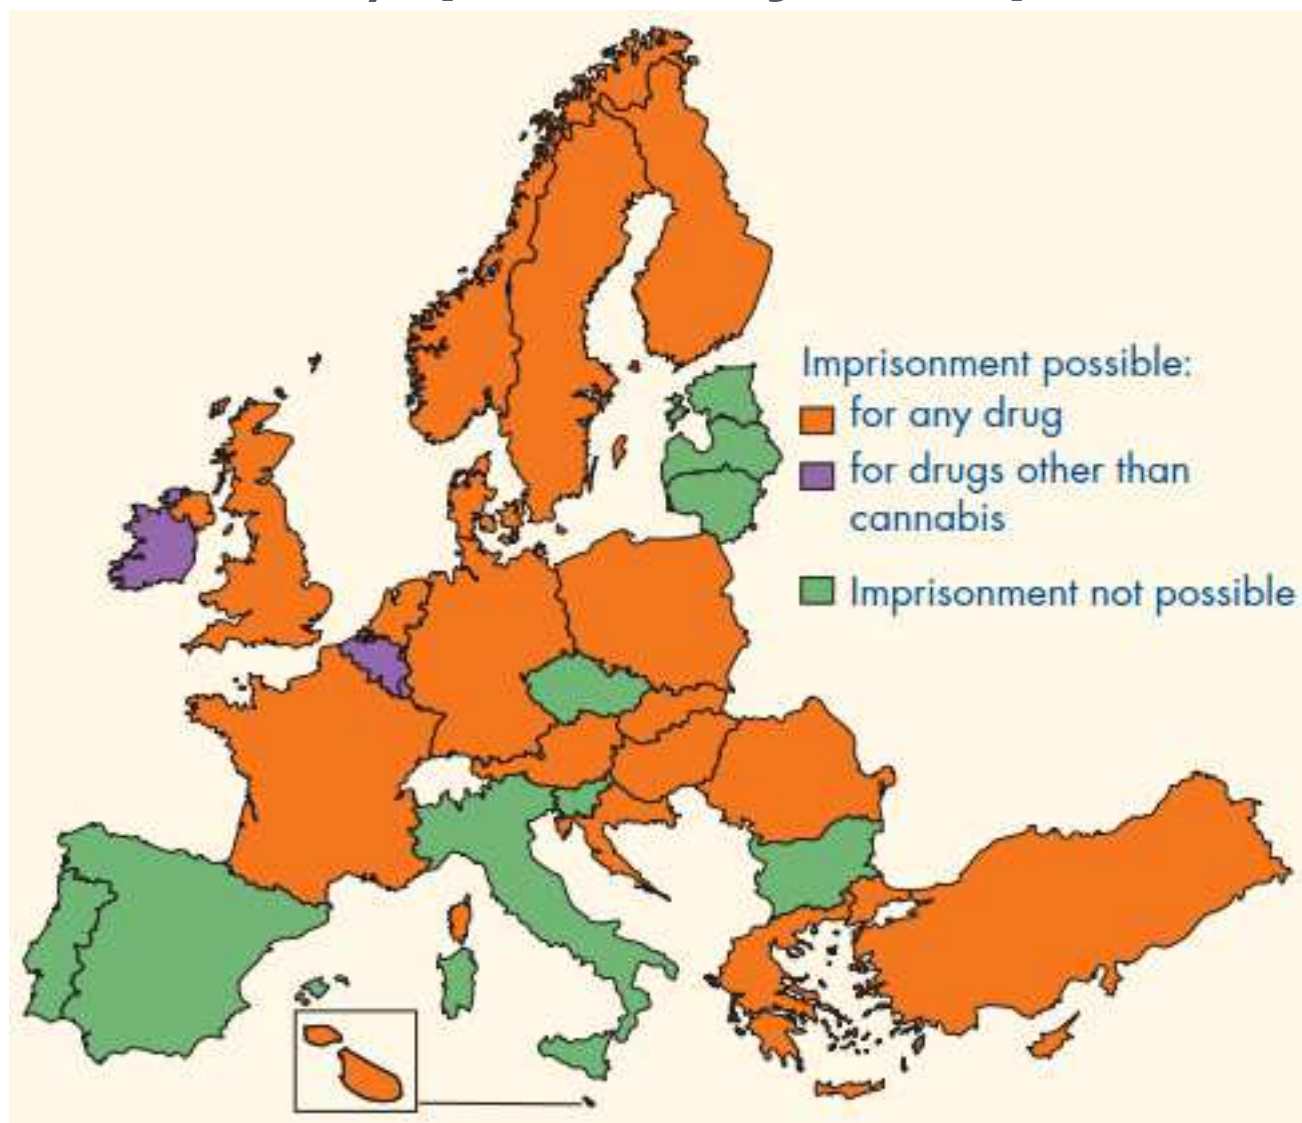 Imprisonment possible:
for any drug
for drugs other than
cannabis
Imprisonment not possible